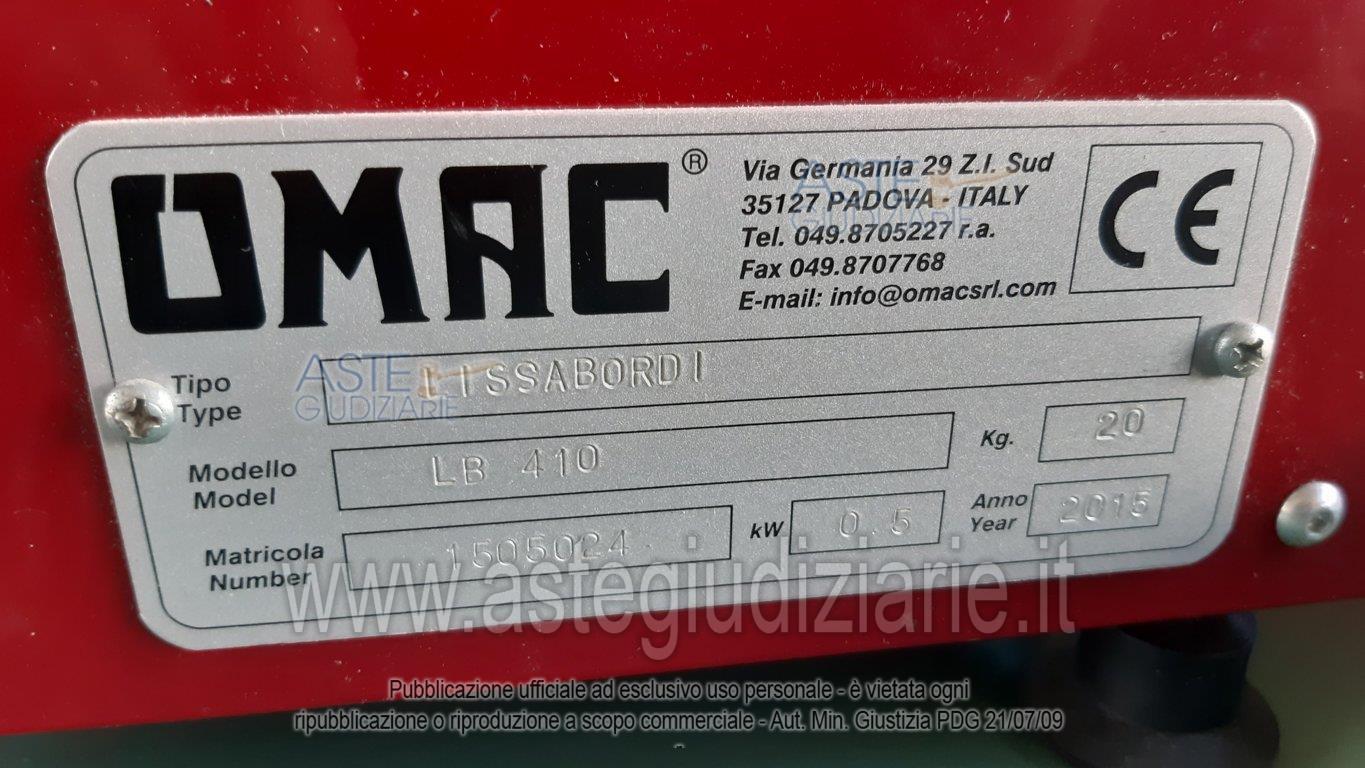 OMAC®
Via Germania 29 Z.I. Sud
35127 PADOVA - ITALY
Tel. 049.8705227 r.a.
Fax 049.8707768
E-mail: info@omacsrl.com
CE
Tipo
Type
LISSABORDI
ASTE
GIUDIZIARIE
ASTE
GIUDIZIARIE
Modello
Model
LB 410
Kg.
20
Matricola
Number
1505024
kW
0.5
Anno
Year
2015
www.astegiudiziarie.it
Pubblicazione ufficiale ad esclusivo uso personale - è vietata ogni
ripubblicazione o riproduzione a scopo commerciale - Aut. Min. Giustizia PDG 21/07/09
-